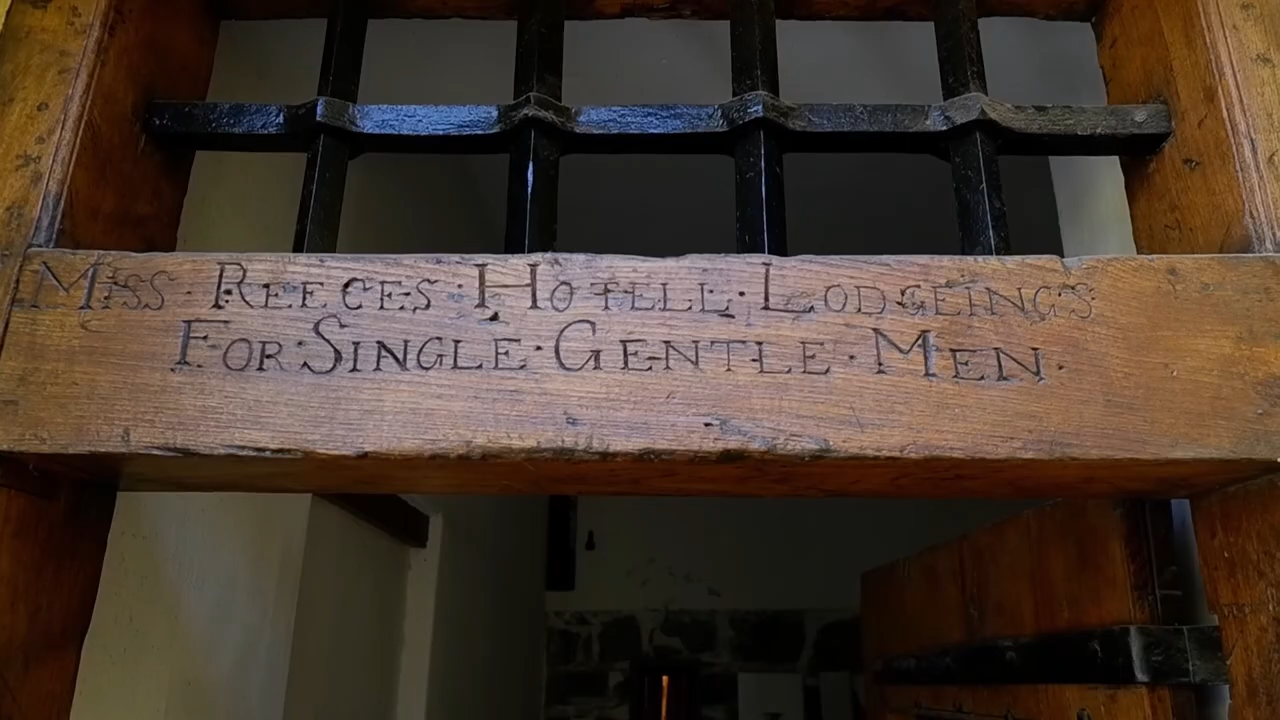 Miss · Reeces · Hotell · Lodgeings
For · Single · Gentle · Men ·